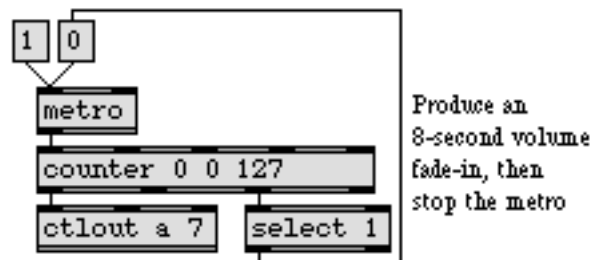 1 0
metro
counter 0 0 127
ctlout a 7 select 1
Produce an
8-second volume
fade-in, then
stop the metro